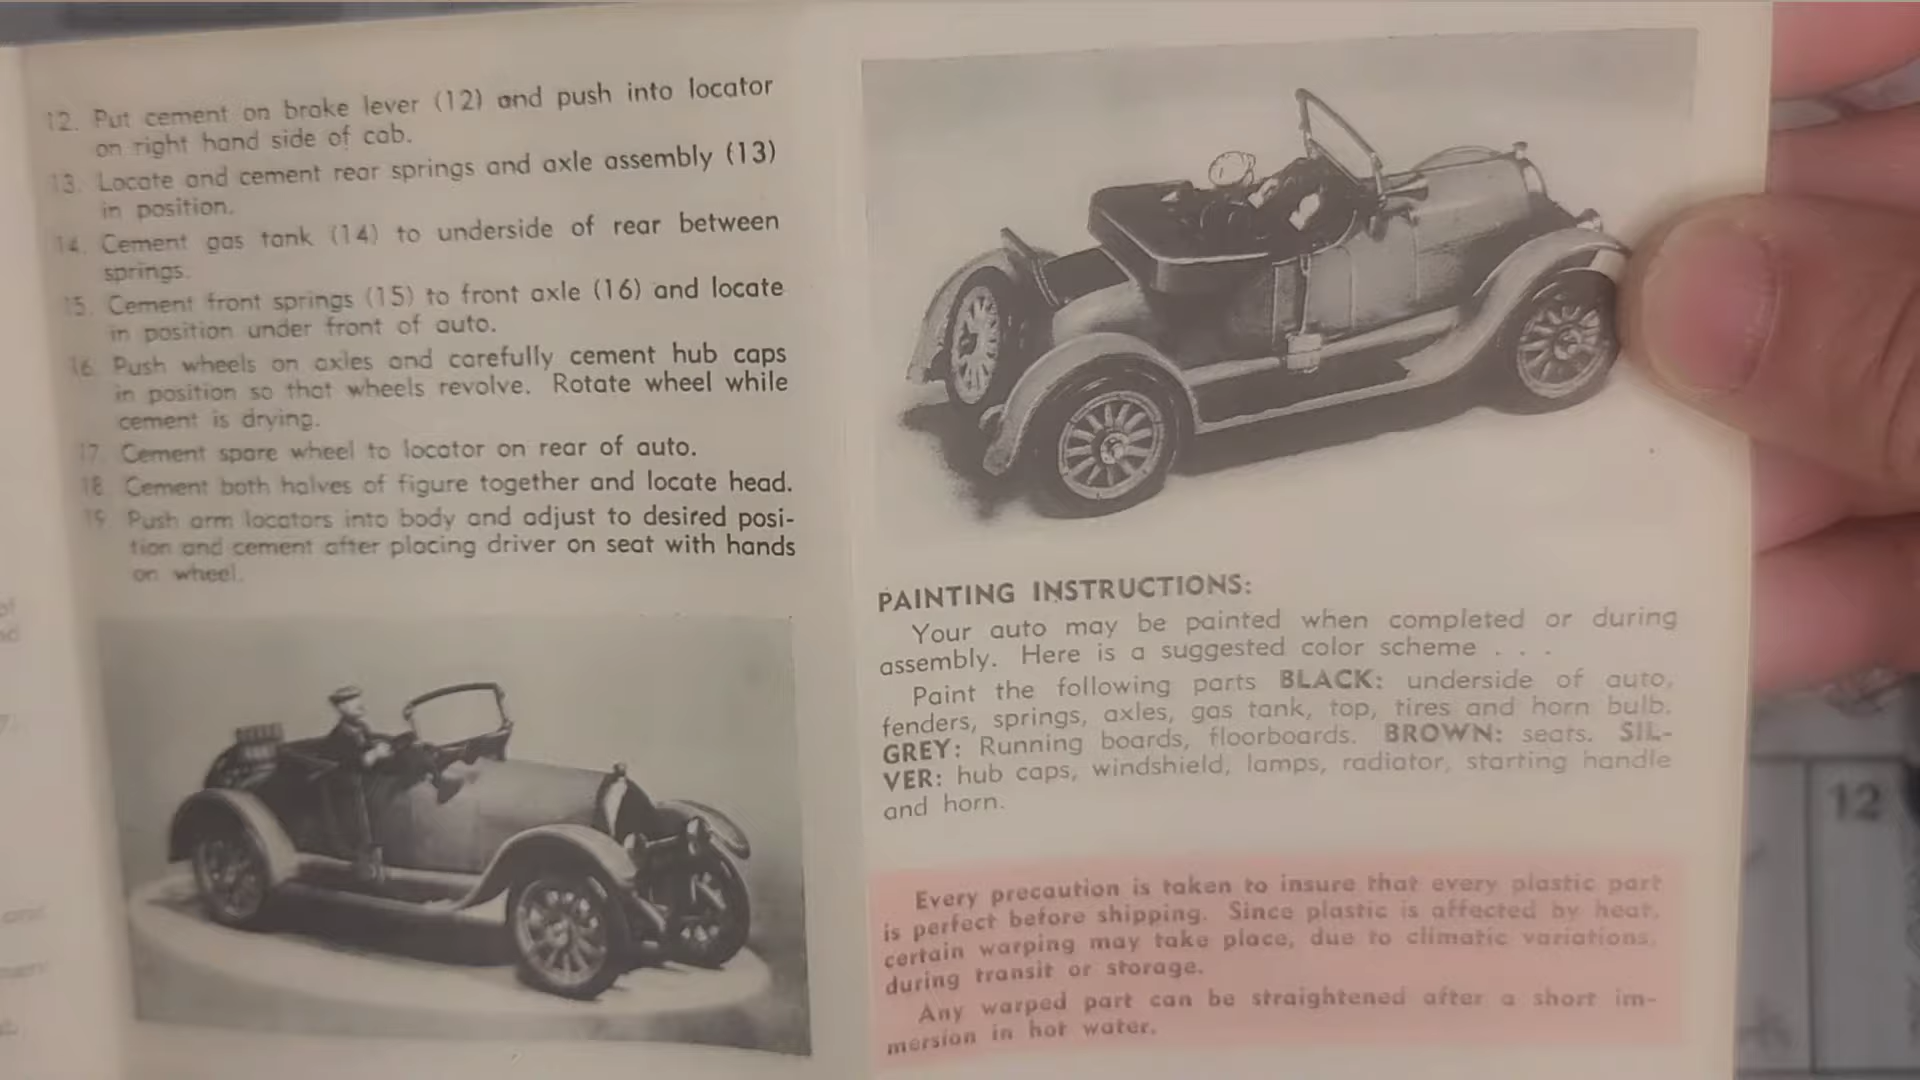 12. Put cement on brake lever (12) and push into locator
on right hand side of cab.
13. Locate and cement rear springs and axle assembly (13)
in position.
14. Cement gas tank (14) to underside of rear between
springs.
15. Cement front springs (15) to front axle (16) and locate
in position under front of auto.
16. Push wheels on axles and carefully cement hub caps
in position so that wheels revolve. Rotate wheel while
cement is drying.
17. Cement spare wheel to locator on rear of auto.
18. Cement both halves of figure together and locate head.
19. Push arm locators into body and adjust to desired posi-
tion and cement after placing driver on seat with hands
on wheel.
PAINTING INSTRUCTIONS:
Your auto may be painted when completed or during
assembly. Here is a suggested color scheme . . .
Paint the following parts BLACK: underside of auto,
fenders, springs, axles, gas tank, top, tires and horn bulb.
GREY: Running boards, floorboards. BROWN: seats. SIL-
VER: hub caps, windshield, lamps, radiator, starting handle
and horn.
Every precaution is taken to insure that every plastic part
is perfect before shipping. Since plastic is affected by heat,
certain warping may take place, due to climatic variations,
during transit or storage.
Any warped part can be straightened after a short im-
mersion in hot water.
12